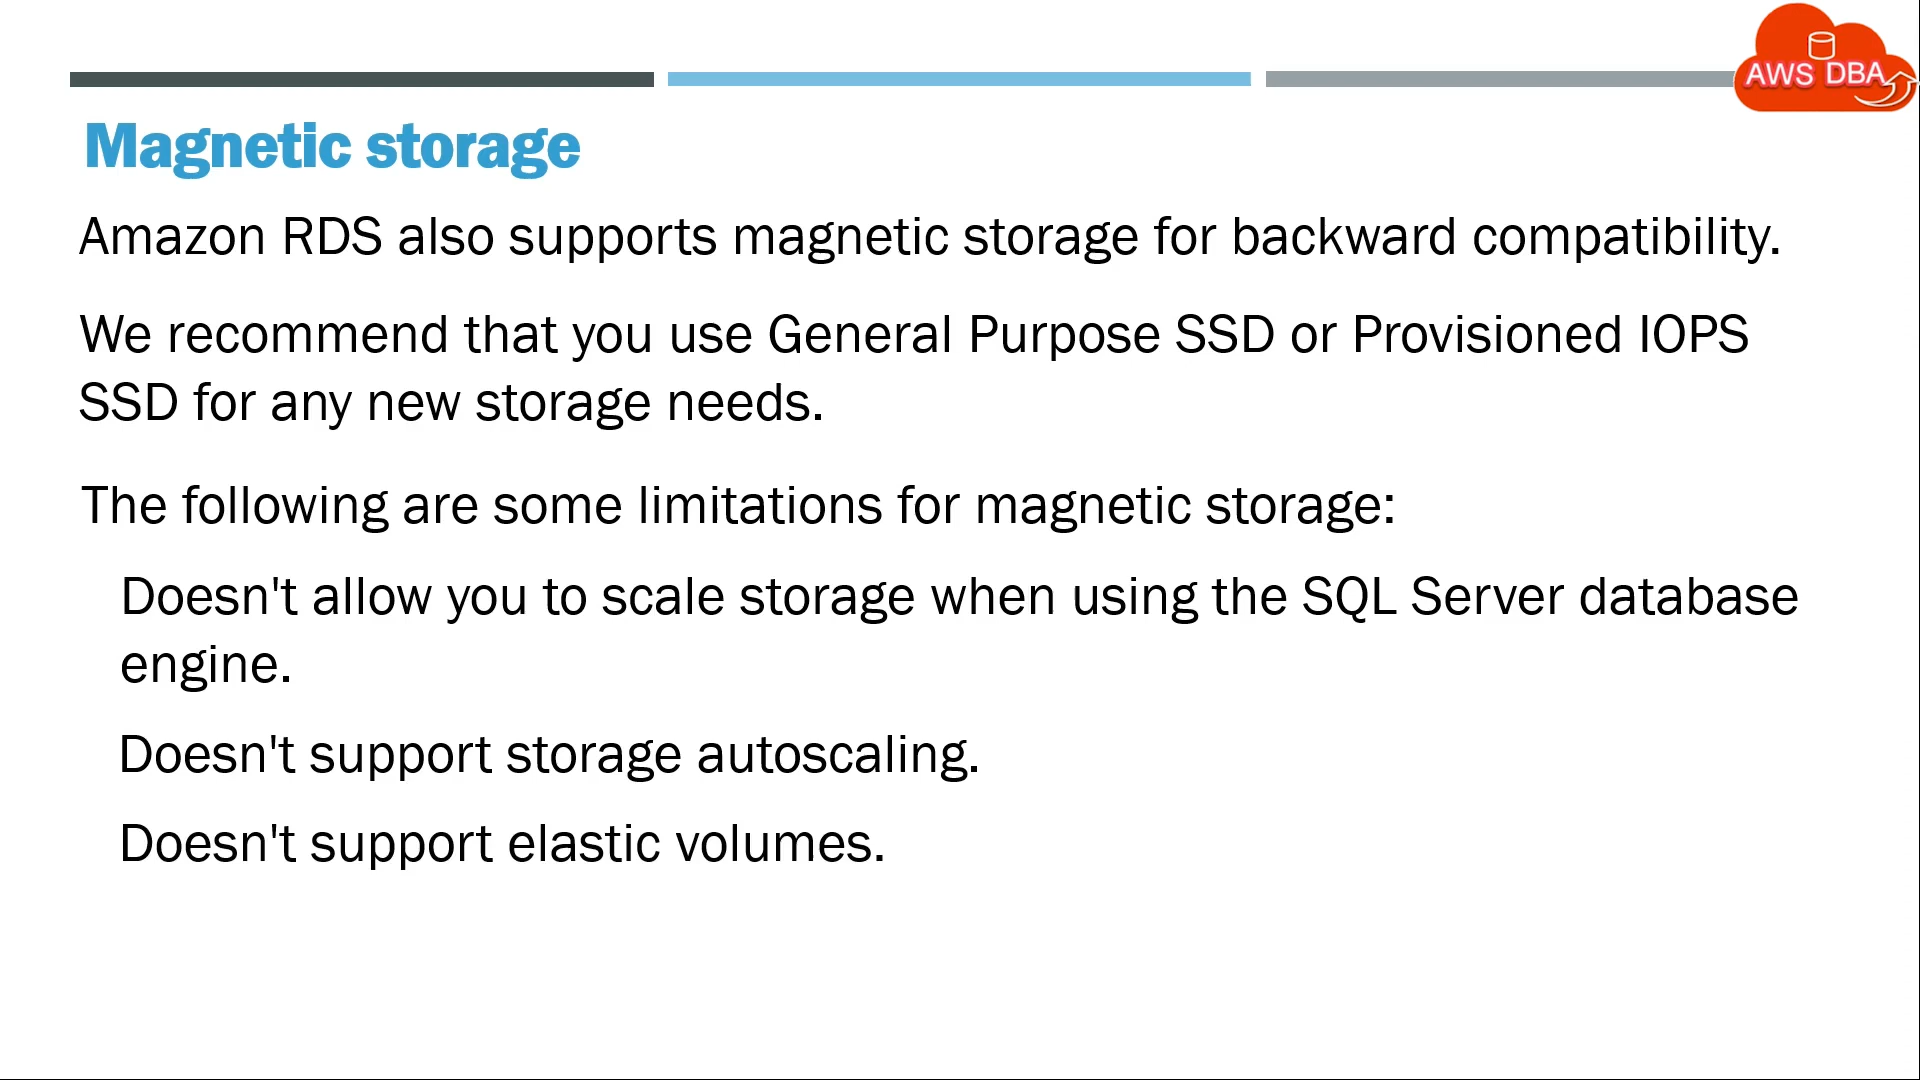 AWS DBA
Magnetic storage
Amazon RDS also supports magnetic storage for backward compatibility.
We recommend that you use General Purpose SSD or Provisioned IOPS
SSD for any new storage needs.
The following are some limitations for magnetic storage:
Doesn't allow you to scale storage when using the SQL Server database
engine.
Doesn't support storage autoscaling.
Doesn't support elastic volumes.